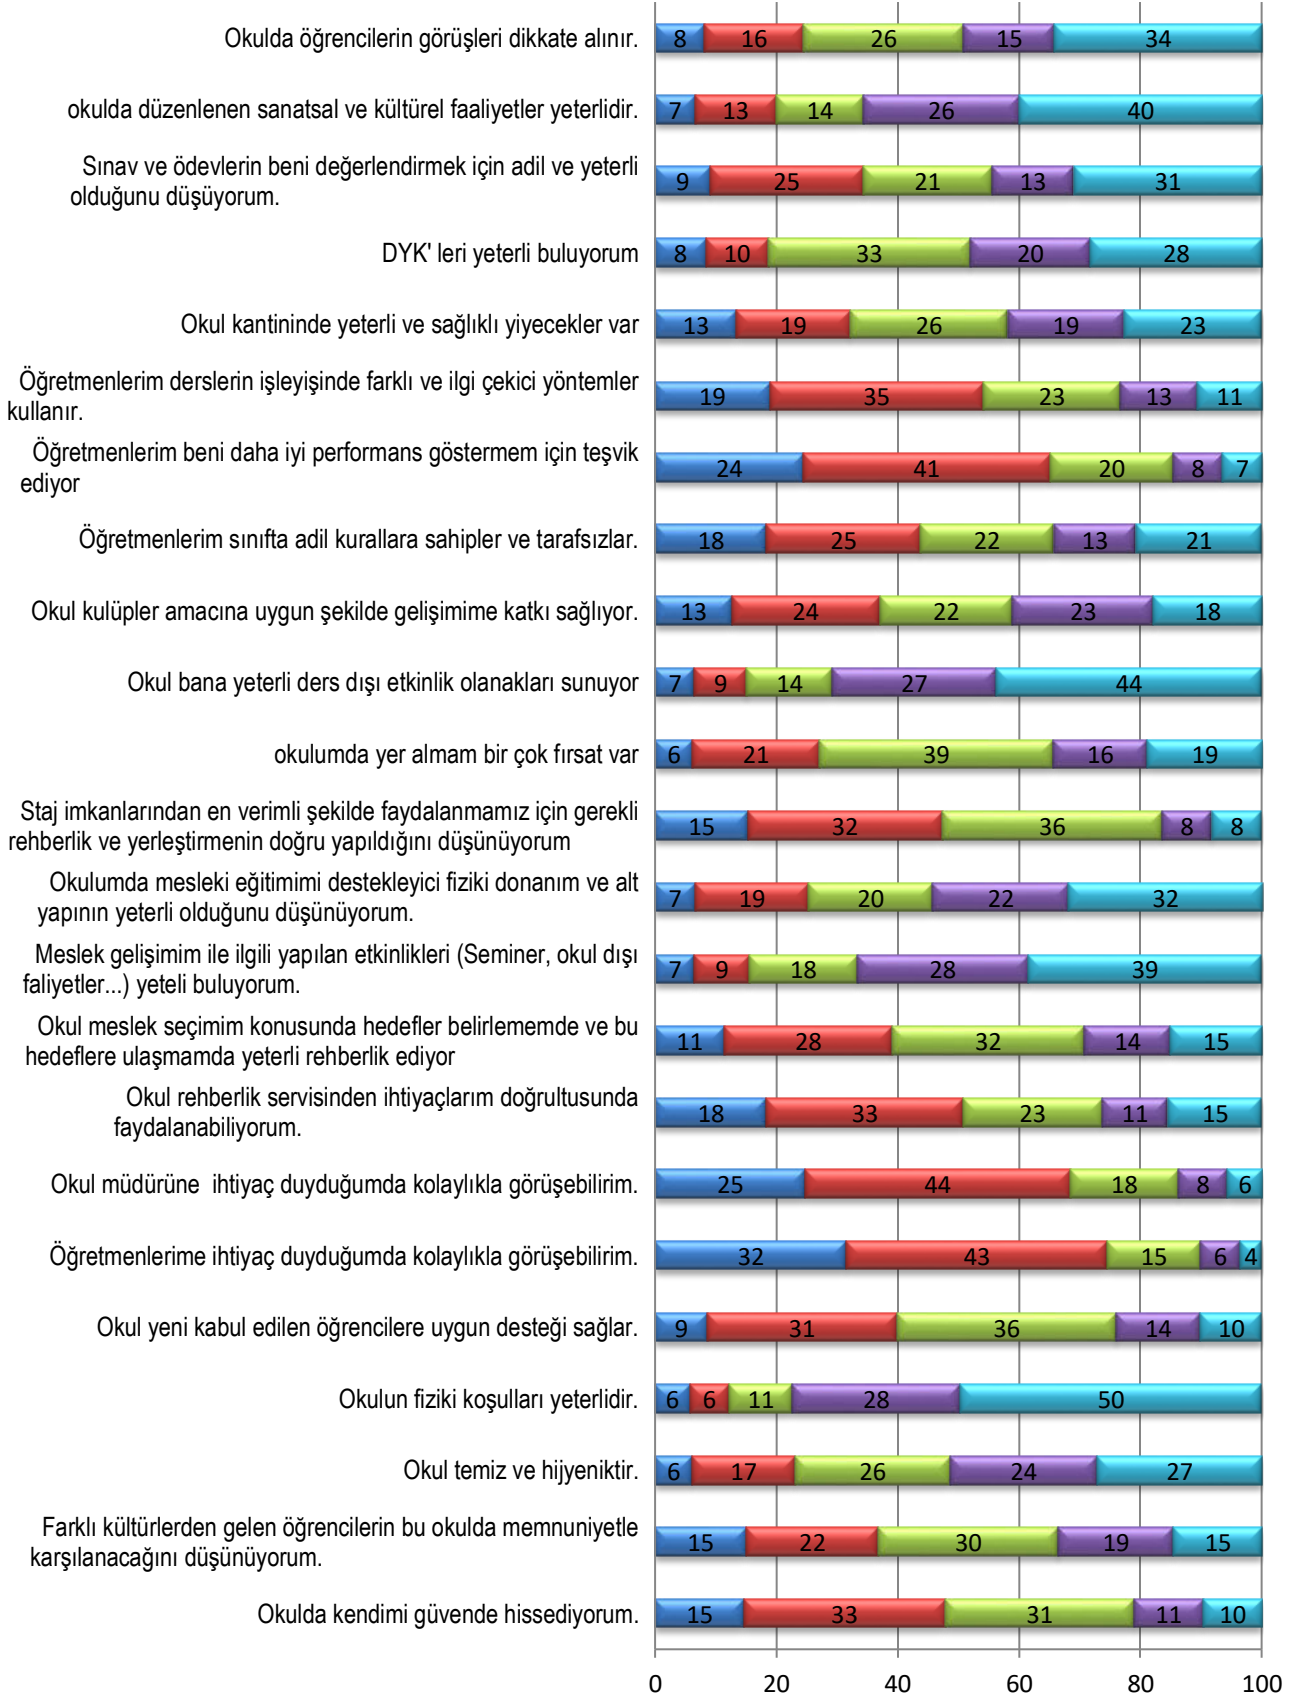 Okulda öğrencilerin görüşleri dikkate alınır.
8 16 26 15 34
okulda düzenlenen sanatsal ve kültürel faaliyetler yeterlidir.
7 13 14 26 40
Sınav ve ödevlerin beni değerlendirmek için adil ve yeterli
olduğunu düşüyorum.
9 25 21 13 31
DYK' leri yeterli buluyorum
8 10 33 20 28
Okul kantininde yeterli ve sağlıklı yiyecekler var
13 19 26 19 23
Öğretmenlerim derslerin işleyişinde farklı ve ilgi çekici yöntemler
kullanır.
19 35 23 13 11
Öğretmenlerim beni daha iyi performans göstermem için teşvik
ediyor
24 41 20 8 7
Öğretmenlerim sınıfta adil kurallara sahipler ve tarafsızlar.
18 25 22 13 21
Okul kulüpler amacına uygun şekilde gelişimime katkı sağlıyor.
13 24 22 23 18
Okul bana yeterli ders dışı etkinlik olanakları sunuyor
7 9 14 27 44
okulumda yer almam bir çok fırsat var
6 21 39 16 19
Staj imkanlarından en verimli şekilde faydalanmamız için gerekli
rehberlik ve yerleştirmenin doğru yapıldığını düşünüyorum
15 32 36 8 8
Okulumda mesleki eğitimimi destekleyici fiziki donanım ve alt
yapının yeterli olduğunu düşünüyorum.
7 19 20 22 32
Meslek gelişimim ile ilgili yapılan etkinlikleri (Seminer, okul dışı
faliyetler...) yeteli buluyorum.
7 9 18 28 39
Okul meslek seçimim konusunda hedefler belirlememde ve bu
hedeflere ulaşmamda yeterli rehberlik ediyor
11 28 32 14 15
Okul rehberlik servisinden ihtiyaçlarım doğrultusunda
faydalanabiliyorum.
18 33 23 11 15
Okul müdürüne  ihtiyaç duyduğumda kolaylıkla görüşebilirim.
25 44 18 8 6
Öğretmenlerime ihtiyaç duyduğumda kolaylıkla görüşebilirim.
32 43 15 6 4
Okul yeni kabul edilen öğrencilere uygun desteği sağlar.
9 31 36 14 10
Okulun fiziki koşulları yeterlidir.
6 6 11 28 50
Okul temiz ve hijyeniktir.
6 17 26 24 27
Farklı kültürlerden gelen öğrencilerin bu okulda memnuniyetle
karşılanacağını düşünüyorum.
15 22 30 19 15
Okulda kendimi güvende hissediyorum.
15 33 31 11 10
0 20 40 60 80 100